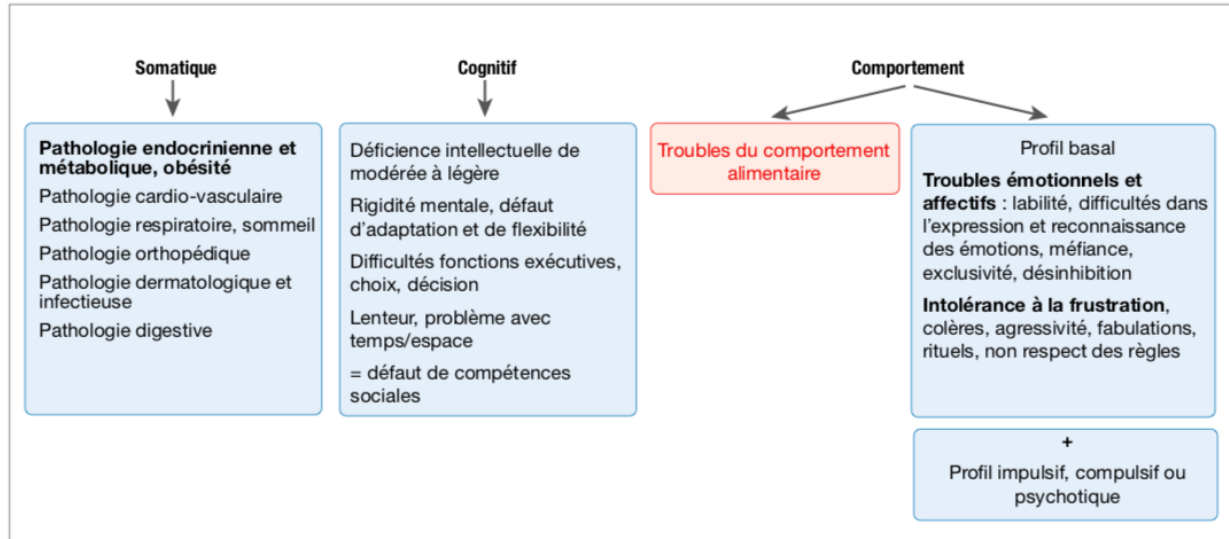 Somatique
Pathologie endocrinienne et
métabolique, obésité
Pathologie cardio-vasculaire
Pathologie respiratoire, sommeil
Pathologie orthopédique
Pathologie dermatologique et
infectieuse
Pathologie digestive
Cognitif
Déficience intellectuelle de
modérée à légère
Rigidité mentale, défaut
d'adaptation et de flexibilité
Difficultés fonctions exécutives,
choix, décision
Lenteur, problème avec
temps/espace
= défaut de compétences
sociales
Comportement
Troubles du comportement
alimentaire
Profil basal
Troubles émotionnels et
affectifs : labilité, difficultés dans
l'expression et reconnaissance
des émotions, méfiance,
exclusivité, désinhibition
Intolérance à la frustration,
colères, agressivité, fabulations,
rituels, non respect des règles
+
Profil impulsif, compulsif ou
psychotique